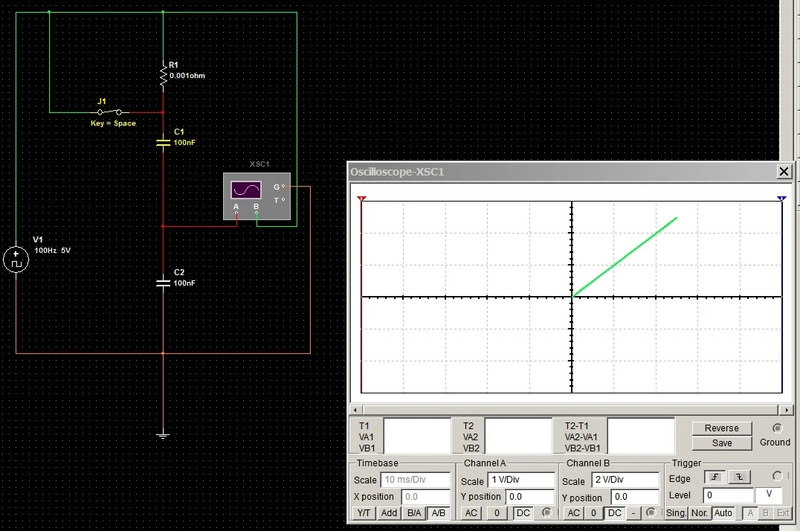 R1
0.001ohm
J1
Key = Space
C1
100nF
XSC1
G
T
A B
V1
100Hz 5V
C2
100nF
Oscilloscope-XSC1
T1
VA1
VB1
T2
VA2
VB2
T2-T1
VA2-VA1
VB2-VB1
Reverse
Save
Ground
Timebase
Scale 10 ms/Div
X position 0.0
Y/T Add B/A A/B
Channel A
Scale 1 V/Div
Y position 0.0
AC 0 DC
Channel B
Scale 2 V/Div
Y position 0.0
AC 0 DC -
Trigger
Edge
Level 0 V
Sing. Nor. Auto A B Ext